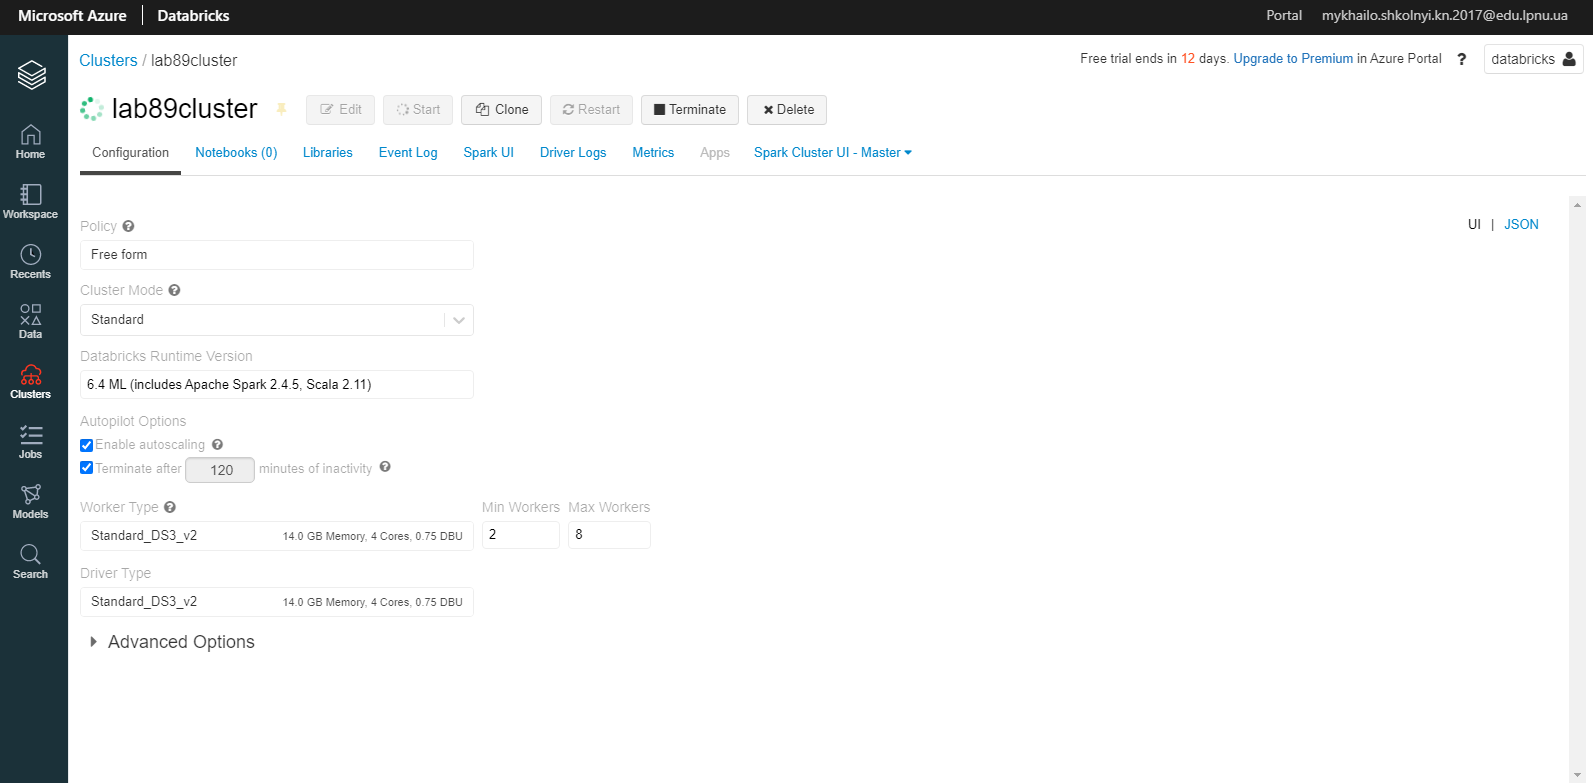 Microsoft Azure | Databricks
Portal mykhailo.shkolnyi.kn.2017@edu.lpnu.ua
Clusters / lab89cluster
Free trial ends in 12 days. Upgrade to Premium in Azure Portal ? databricks
lab89cluster Edit Start Clone Restart Terminate Delete
Configuration Notebooks (0) Libraries Event Log Spark UI Driver Logs Metrics Apps Spark Cluster UI - Master
Home
Workspace
Recents
Data
Clusters
Jobs
Models
Search
UI | JSON
Policy ?
Free form
Cluster Mode ?
Standard
Databricks Runtime Version
6.4 ML (includes Apache Spark 2.4.5, Scala 2.11)
Autopilot Options
Enable autoscaling ?
Terminate after 120 minutes of inactivity ?
Worker Type ? Min Workers Max Workers
Standard_DS3_v2 14.0 GB Memory, 4 Cores, 0.75 DBU 2 8
Driver Type
Standard_DS3_v2 14.0 GB Memory, 4 Cores, 0.75 DBU
Advanced Options